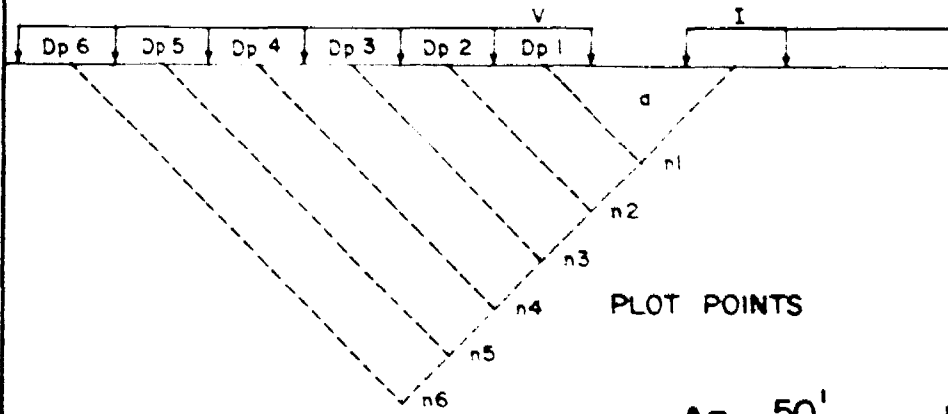 V I
Dp 6 Dp 5 Dp 4 Dp 3 Dp 2 Dp 1
a
n1
n2
n3
n4 PLOT POINTS
n5
n6
A= 50'